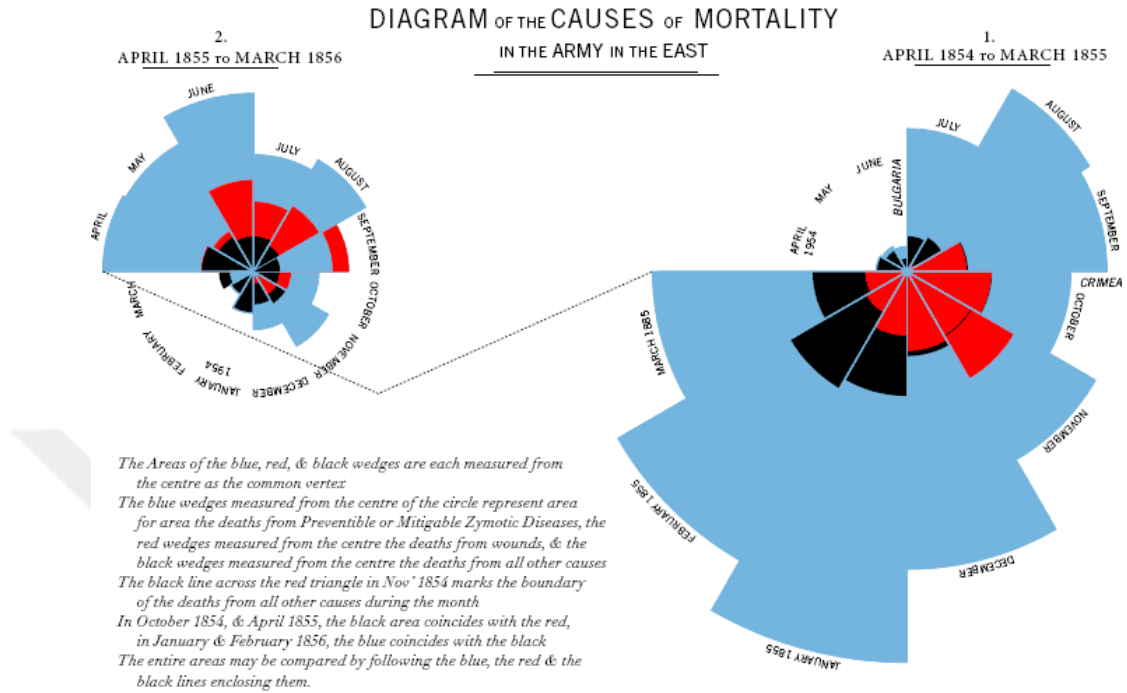 DIAGRAM OF THE CAUSES OF MORTALITY
IN THE ARMY IN THE EAST
2.
APRIL 1855 TO MARCH 1856
1.
APRIL 1854 TO MARCH 1855
JUNE
JULY
AUGUST
SEPTEMBER
OCTOBER
NOVEMBER
DECEMBER
JANUARY
1954
FEBRUARY
MARCH
APRIL
MAY
APRIL
1954
MAY
JUNE
BULGARIA
JULY
AUGUST
SEPTEMBER
CRIMEA
OCTOBER
NOVEMBER
DECEMBER
JANUARY 1855
FEBRUARY 1855
MARCH 1885
The Areas of the blue, red, & black wedges are each measured from
the centre as the common vertex
The blue wedges measured from the centre of the circle represent area
for area the deaths from Preventible or Mitigable Zymotic Diseases, the
red wedges measured from the centre the deaths from wounds, & the
black wedges measured from the centre the deaths from all other causes
The black line across the red triangle in Nov' 1854 marks the boundary
of the deaths from all other causes during the month
In October 1854, & April 1855, the black area coincides with the red,
in January & February 1856, the blue coincides with the black
The entire areas may be compared by following the blue, the red & the
black lines enclosing them.